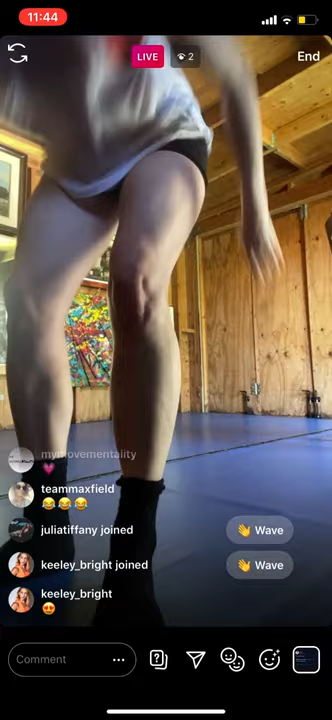 11:44
LIVE
2
End
mymovementality
teammaxfield
juliatiffany joined
Wave
keeley_bright joined
Wave
keeley_bright
Comment